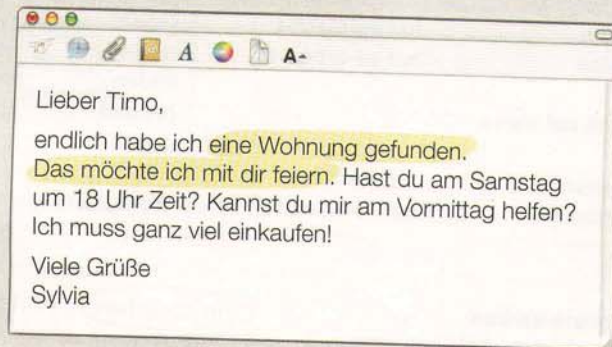 A
A
Lieber Timo,
endlich habe ich eine Wohnung gefunden.
Das möchte ich mit dir feiern. Hast du am Samstag
um 18 Uhr Zeit? Kannst du mir am Vormittag helfen?
Ich muss ganz viel einkaufen!
Viele Grüße
Sylvia